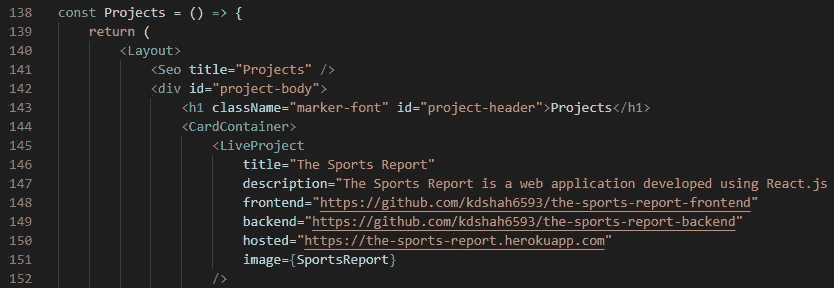 138 const Projects = () => {
139 return (
140 <Layout>
141 <Seo title="Projects" />
142 <div id="project-body">
143 <h1 className="marker-font" id="project-header">Projects</h1>
144 <CardContainer>
145 <LiveProject
146 title="The Sports Report"
147 description="The Sports Report is a web application developed using React.js
148 frontend="https://github.com/kdshah6593/the-sports-report-frontend"
149 backend="https://github.com/kdshah6593/the-sports-report-backend"
150 hosted="https://the-sports-report.herokuapp.com"
151 image={SportsReport}
152 />